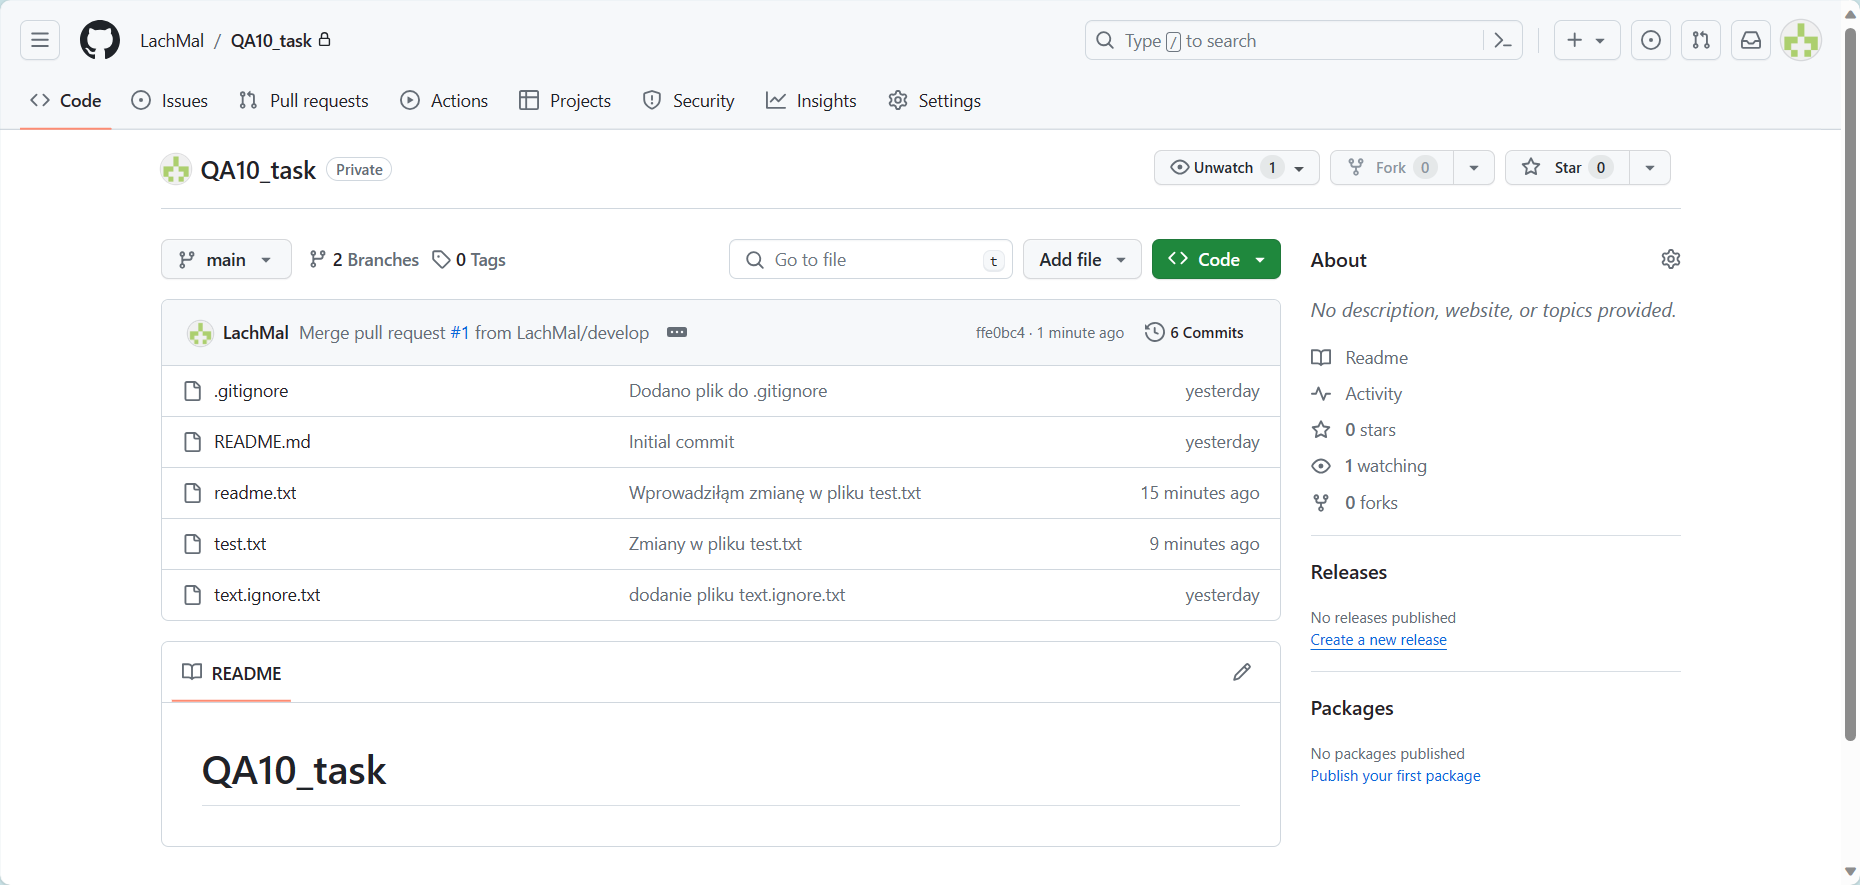 LachMal / QA10_task
Type / to search
Code Issues Pull requests Actions Projects Security Insights Settings
QA10_task Private
Unwatch 1 Fork 0 Star 0
main 2 Branches 0 Tags
Go to file t Add file Code
LachMal Merge pull request #1 from LachMal/develop ffe0bc4 · 1 minute ago 6 Commits
.gitignore Dodano plik do .gitignore yesterday
README.md Initial commit yesterday
readme.txt Wprowadziłąm zmianę w pliku test.txt 15 minutes ago
test.txt Zmiany w pliku test.txt 9 minutes ago
text.ignore.txt dodanie pliku text.ignore.txt yesterday
README
QA10_task
About
No description, website, or topics provided.
Readme
Activity
0 stars
1 watching
0 forks
Releases
No releases published
Create a new release
Packages
No packages published
Publish your first package